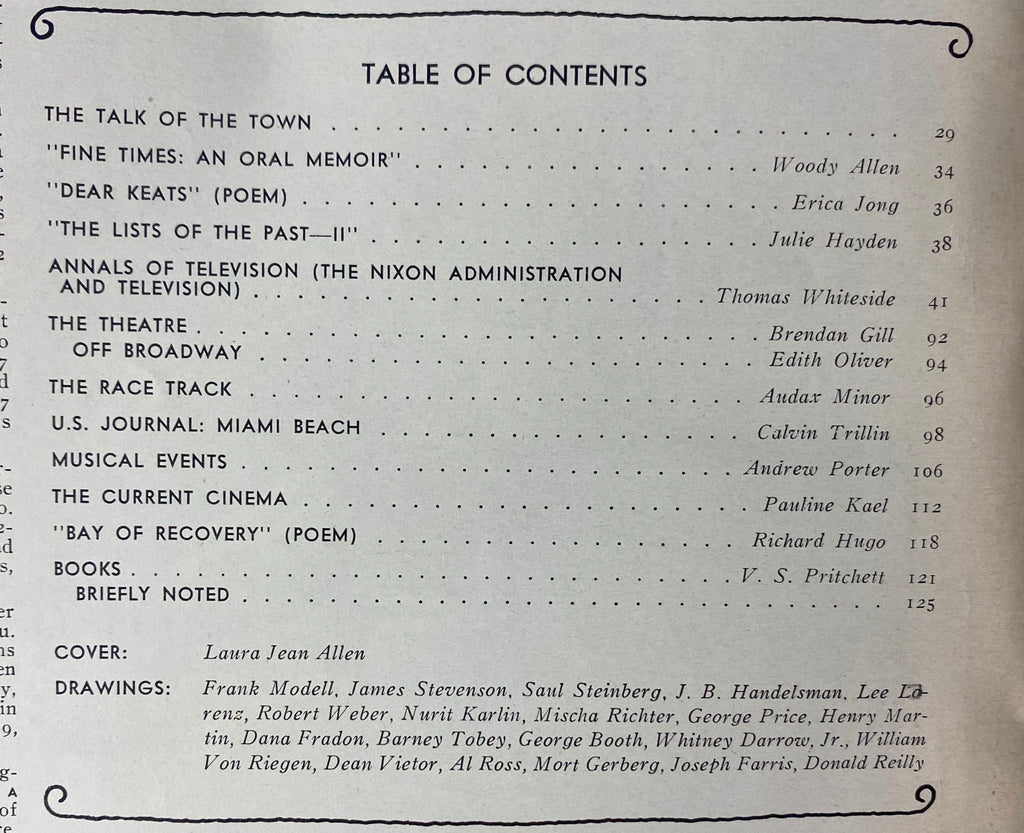 TABLE OF CONTENTS
THE TALK OF THE TOWN . . . . . . . . . . . . . . . . . . . . . 29
"FINE TIMES: AN ORAL MEMOIR" . . . . . . . . . . . . . Woody Allen 34
"DEAR KEATS" (POEM) . . . . . . . . . . . . . . . . . . Erica Jong 36
"THE LISTS OF THE PAST—II" . . . . . . . . . . . . . . Julie Hayden 38
ANNALS OF TELEVISION (THE NIXON ADMINISTRATION
AND TELEVISION) . . . . . . . . . . . . . . . . . Thomas Whiteside 41
THE THEATRE . . . . . . . . . . . . . . . . . . . . . Brendan Gill 92
OFF BROADWAY . . . . . . . . . . . . . . . . . . . Edith Oliver 94
THE RACE TRACK . . . . . . . . . . . . . . . . . . . Audax Minor 96
U.S. JOURNAL: MIAMI BEACH . . . . . . . . . . . . . . Calvin Trillin 98
MUSICAL EVENTS . . . . . . . . . . . . . . . . . . . Andrew Porter 106
THE CURRENT CINEMA . . . . . . . . . . . . . . . . . Pauline Kael 112
"BAY OF RECOVERY" (POEM) . . . . . . . . . . . . . . Richard Hugo 118
BOOKS . . . . . . . . . . . . . . . . . . . . . . . V. S. Pritchett 121
BRIEFLY NOTED . . . . . . . . . . . . . . . . . . . . . . . . 125
COVER: Laura Jean Allen
DRAWINGS: Frank Modell, James Stevenson, Saul Steinberg, J. B. Handelsman, Lee Lo-
renz, Robert Weber, Nurit Karlin, Mischa Richter, George Price, Henry Mar-
tin, Dana Fradon, Barney Tobey, George Booth, Whitney Darrow, Jr., William
Von Riegen, Dean Vietor, Al Ross, Mort Gerberg, Joseph Farris, Donald Reilly